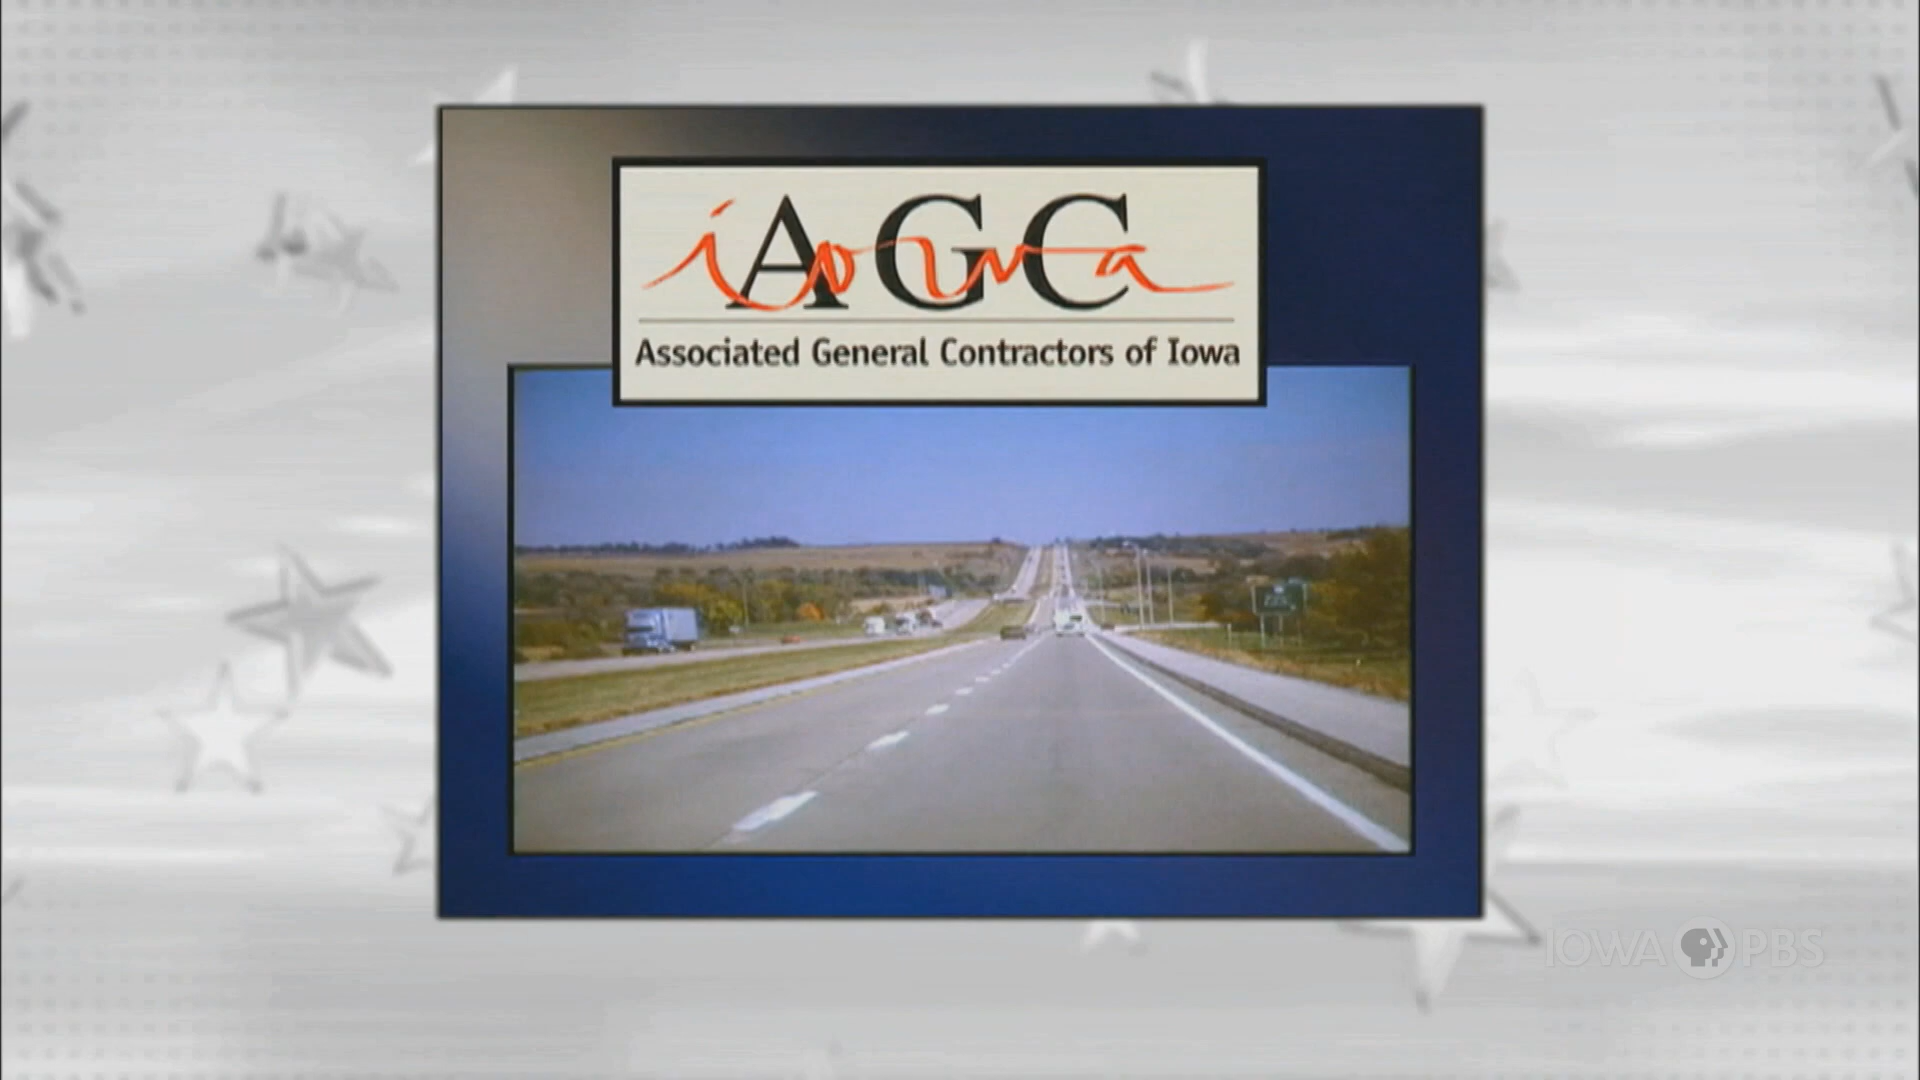 AGC
iowa
Associated General Contractors of Iowa
IOWA PBS